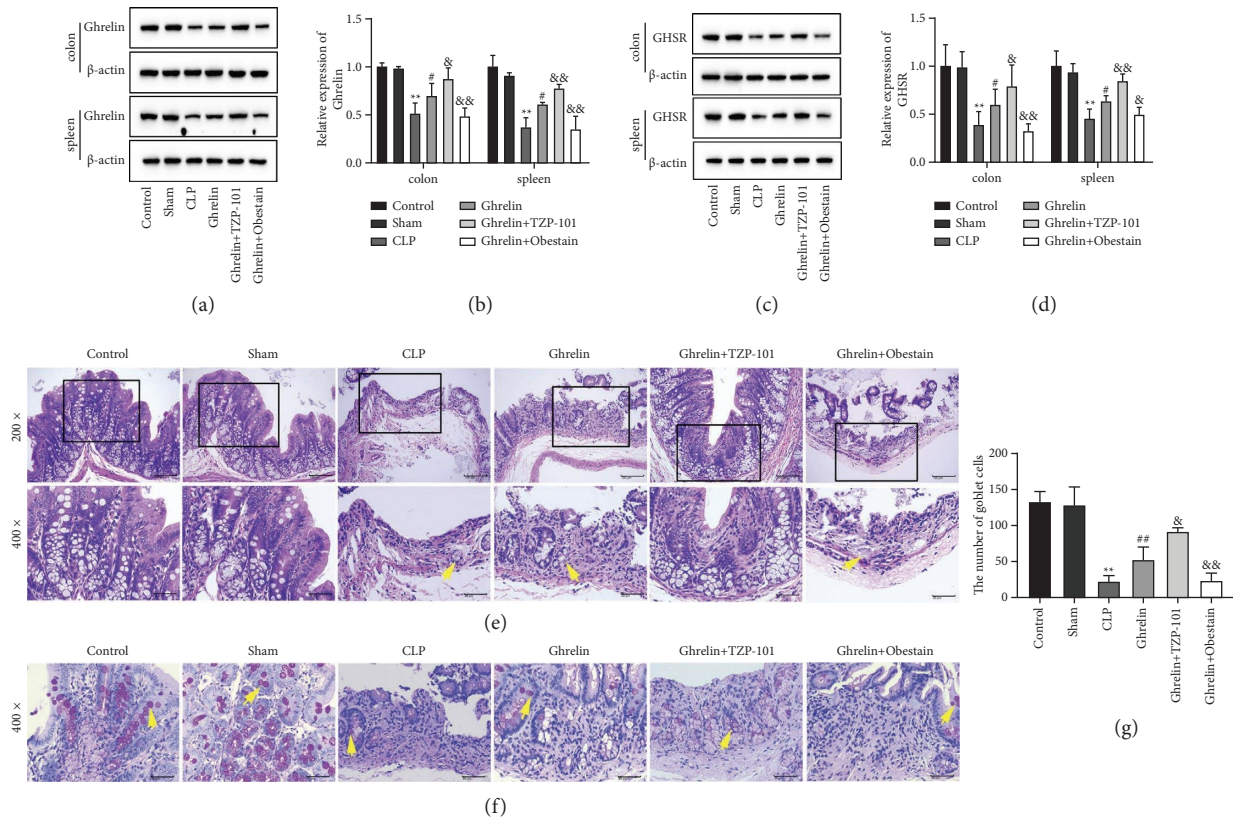 colon
Ghrelin
β-actin
spleen
Ghrelin
β-actin
Control
Sham
CLP
Ghrelin
Ghrelin+TZP-101
Ghrelin+Obestain
(a)
Relative expression of
Ghrelin
1.5
1.0
0.5
0.0
**
#
&
&&
**
#
&&
&&
colon
spleen
Control
Sham
CLP
Ghrelin
Ghrelin+TZP-101
Ghrelin+Obestain
(b)
colon
GHSR
β-actin
spleen
GHSR
β-actin
Control
Sham
CLP
Ghrelin
Ghrelin+TZP-101
Ghrelin+Obestain
(c)
Relative expression of
GHSR
1.5
1.0
0.5
0.0
**
#
&
&&
**
#
&&
&
colon
spleen
Control
Sham
CLP
Ghrelin
Ghrelin+TZP-101
Ghrelin+Obestain
(d)
Control
Sham
CLP
Ghrelin
Ghrelin+TZP-101
Ghrelin+Obestain
200 ×
400 ×
(e)
Control
Sham
CLP
Ghrelin
Ghrelin+TZP-101
Ghrelin+Obestain
400 ×
(f)
The number of goblet cells
200
150
100
50
0
**
##
&
&&
Control
Sham
CLP
Ghrelin
Ghrelin+TZP-101
Ghrelin+Obestain
(g)